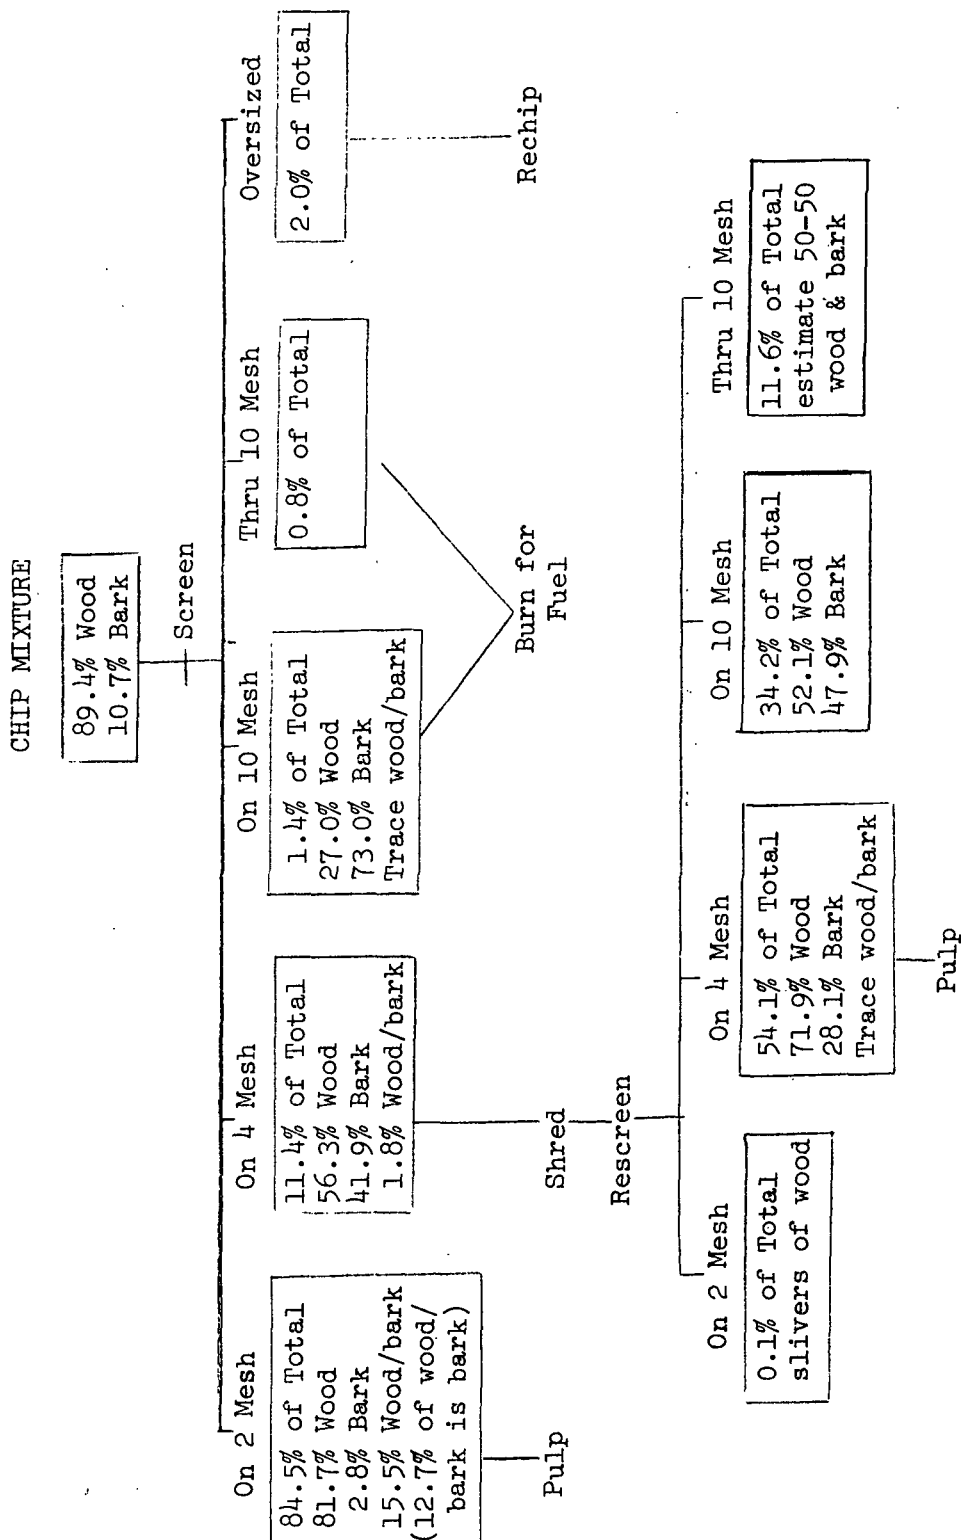 CHIP MIXTURE
89.4% Wood
10.7% Bark
Screen
On 2 Mesh
84.5% of Total
81.7% Wood
2.8% Bark
15.5% Wood/bark
(12.7% of wood/
bark is bark)
Pulp
On 4 Mesh
11.4% of Total
56.3% Wood
41.9% Bark
1.8% Wood/bark
Shred
Rescreen
On 10 Mesh
1.4% of Total
27.0% Wood
73.0% Bark
Trace wood/bark
Thru 10 Mesh
0.8% of Total
Burn for
Fuel
Oversized
2.0% of Total
Rechip
On 2 Mesh
0.1% of Total
slivers of wood
On 4 Mesh
54.1% of Total
71.9% Wood
28.1% Bark
Trace wood/bark
Pulp
On 10 Mesh
34.2% of Total
52.1% Wood
47.9% Bark
Thru 10 Mesh
11.6% of Total
estimate 50-50
wood & bark